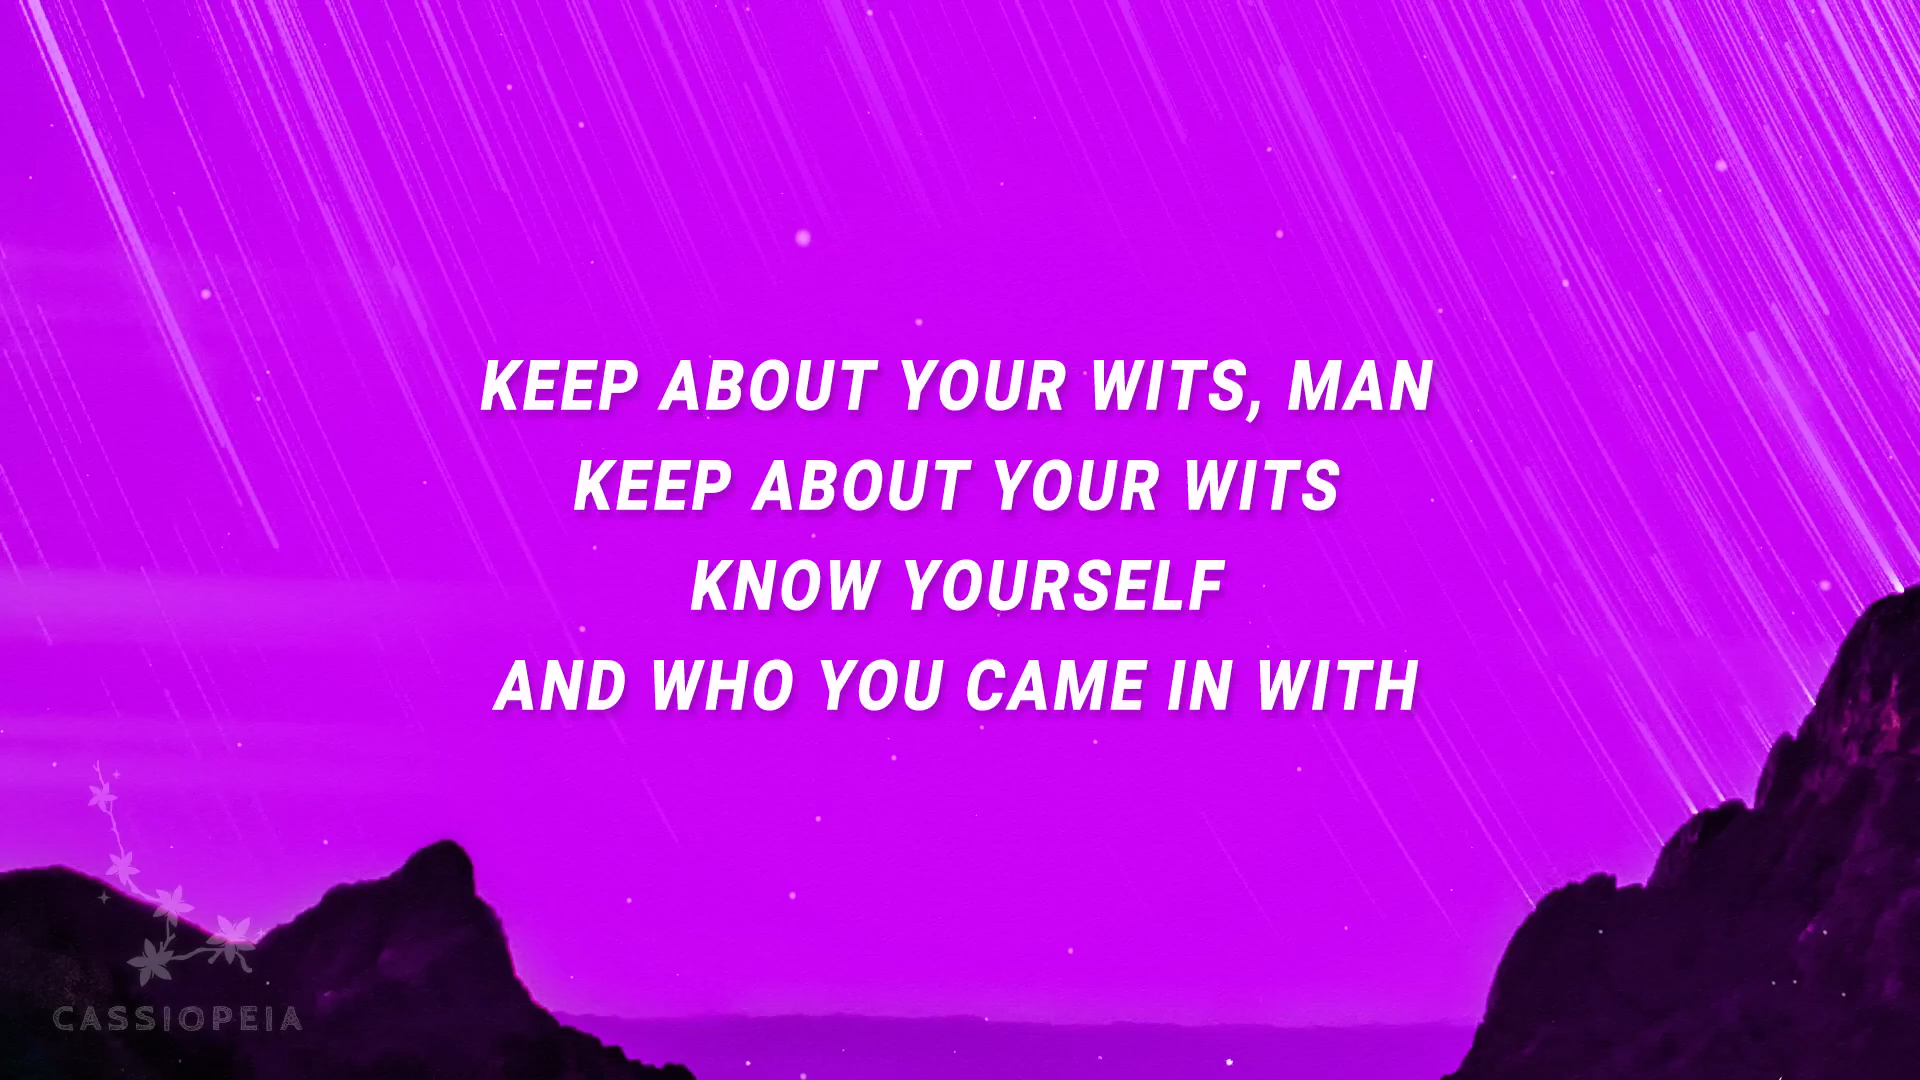 KEEP ABOUT YOUR WITS, MAN
KEEP ABOUT YOUR WITS
KNOW YOURSELF
AND WHO YOU CAME IN WITH
CASSIOPEIA